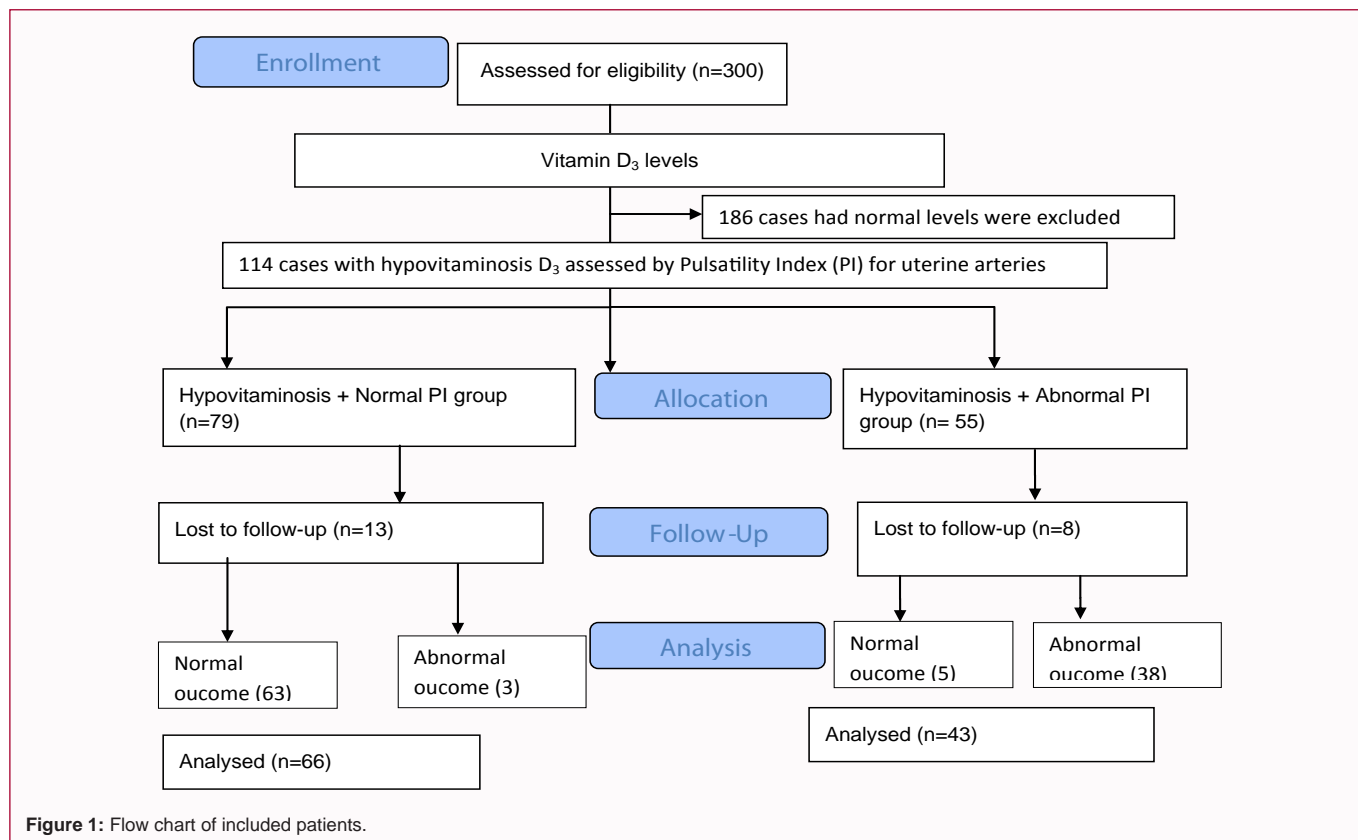 Enrollment
Assessed for eligibility (n=300)
Vitamin D₃ levels
186 cases had normal levels were excluded
114 cases with hypovitaminosis D₃ assessed by Pulsatility Index (PI) for uterine arteries
Hypovitaminosis + Normal PI group
(n=79)
Allocation
Hypovitaminosis + Abnormal PI
group (n= 55)
Lost to follow-up (n=13)
Follow-Up
Lost to follow-up (n=8)
Normal
oucome (63)
Abnormal
oucome (3)
Analysis
Normal
oucome (5)
Abnormal
oucome (38)
Analysed (n=66)
Analysed (n=43)
Figure 1: Flow chart of included patients.